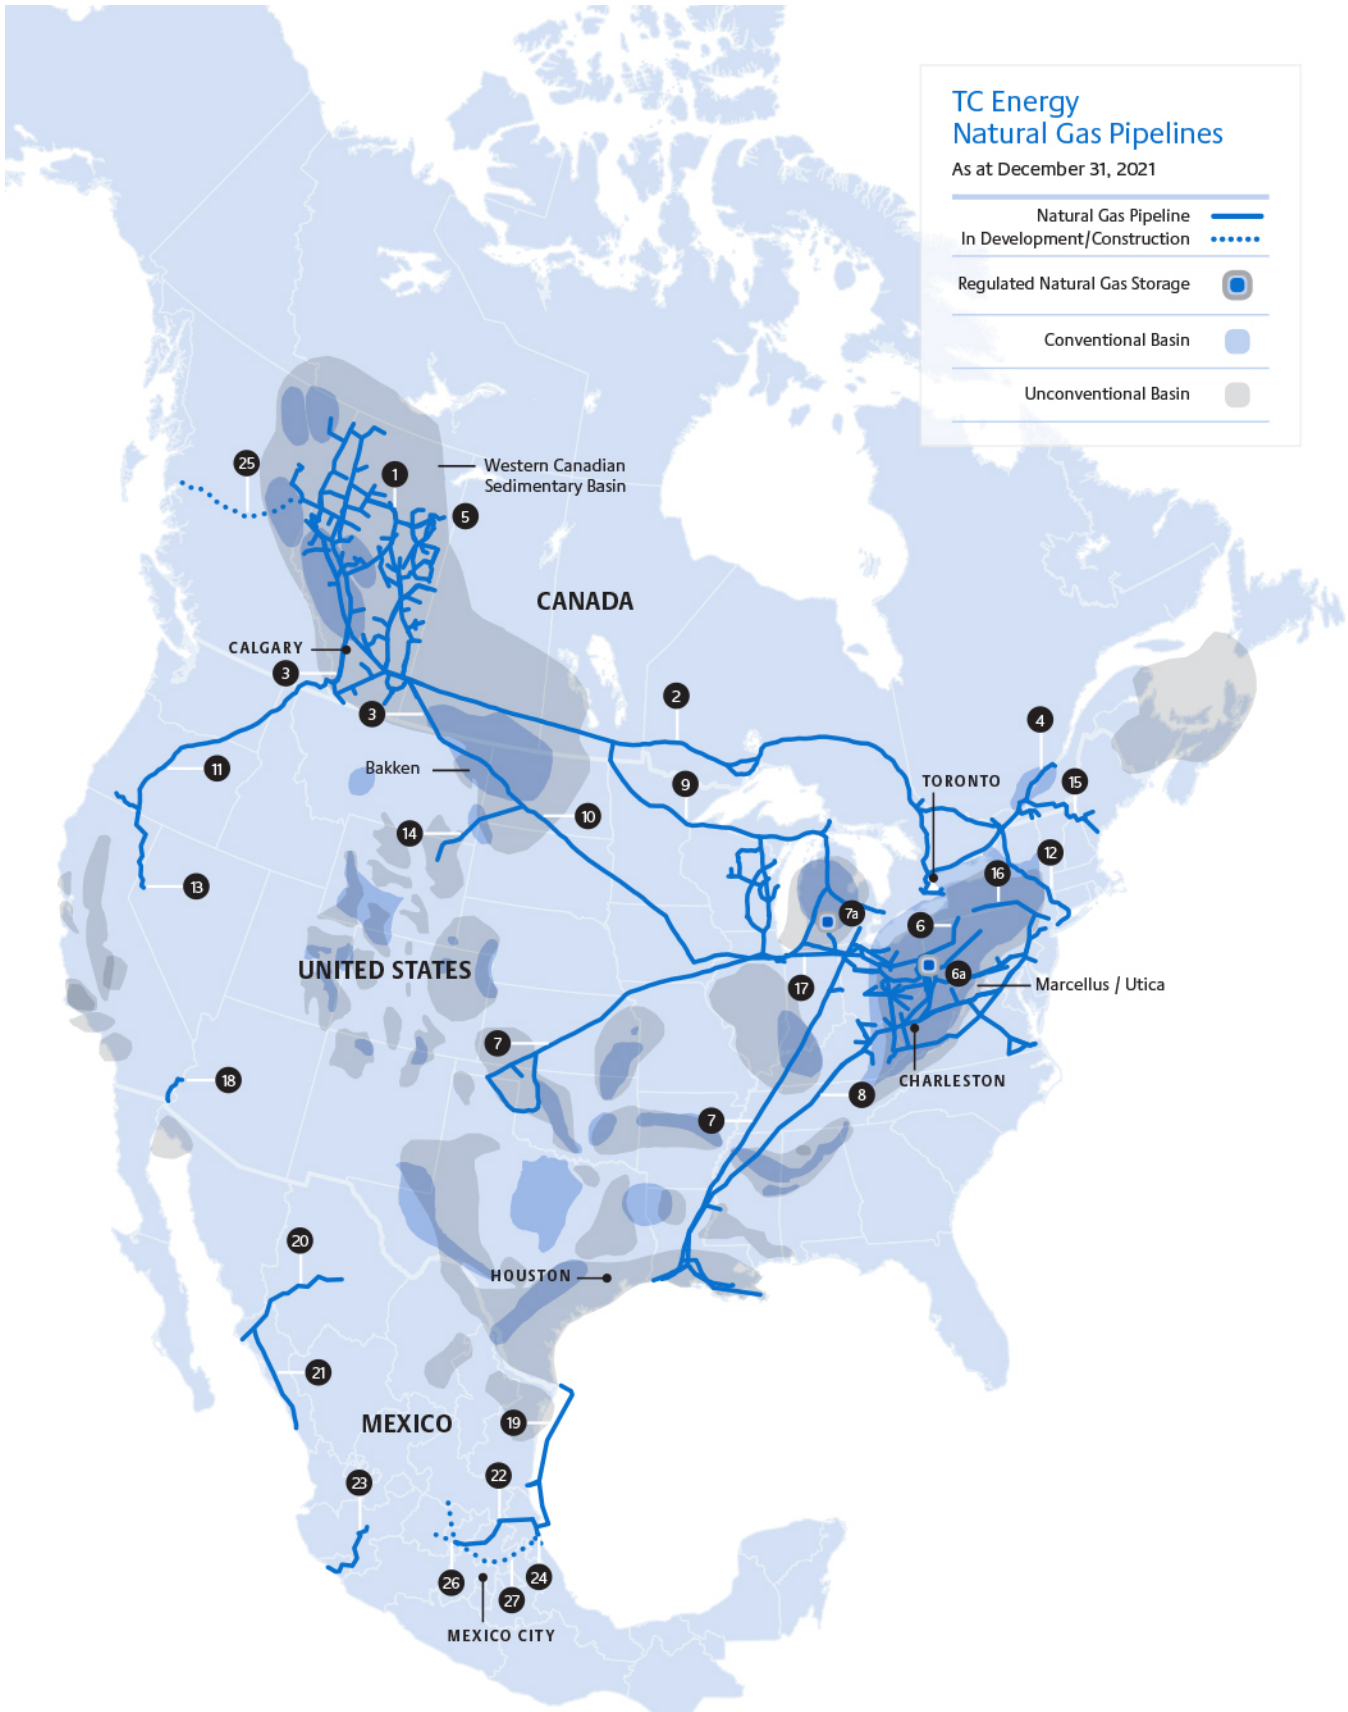 TC Energy
Natural Gas Pipelines
As at December 31, 2021
Natural Gas Pipeline
In Development/Construction
Regulated Natural Gas Storage
Conventional Basin
Unconventional Basin
25
1
Western Canadian
Sedimentary Basin
5
CANADA
CALGARY
3
2
3
4
11
Bakken
9
TORONTO
15
10
14
12
16
13
7a
6
UNITED STATES
6a
17
Marcellus / Utica
7
18
CHARLESTON
8
7
20
HOUSTON
21
MEXICO
19
22
23
26
24
27
MEXICO CITY